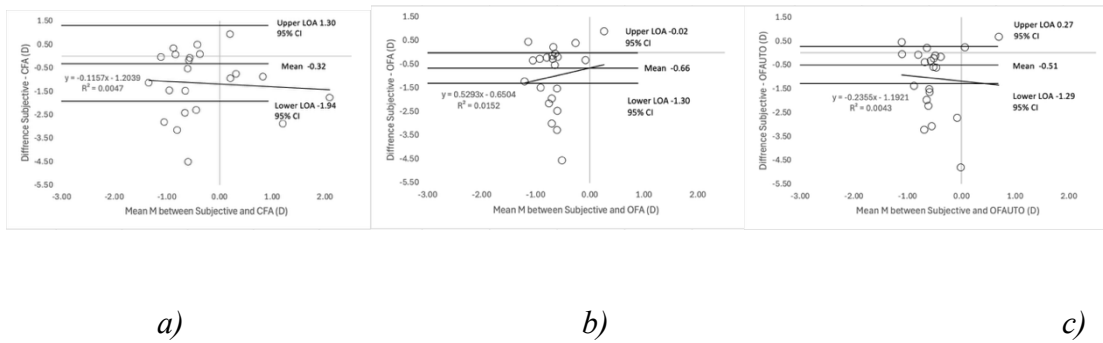 1.50
Upper LOA 1.30
95% CI
0.50
-0.50
Mean -0.32
y = -0.1157x - 1.2039
R² = 0.0047
-1.50
Lower LOA -1.94
95% CI
-2.50
-3.50
-4.50
-5.50
-3.00 -2.00 -1.00 0.00 1.00 2.00
Diffrence Subjective - CFA (D)
Mean M between Subjective and CFA (D)
1.50
Upper LOA -0.02
95% CI
0.50
-0.50
Mean -0.66
-1.50
y = 0.5293x - 0.6504
R² = 0.0152
Lower LOA -1.30
95% CI
-2.50
-3.50
-4.50
-5.50
-3.00 -2.00 -1.00 0.00 1.00 2.00
Diffrence Subjective - OFA (D)
Mean M between Subjective and OFA (D)
1.50
Upper LOA 0.27
95% CI
0.50
-0.50
Mean -0.51
-1.50
Lower LOA -1.29
95% CI
y = -0.2355x - 1.1921
R² = 0.0043
-2.50
-3.50
-4.50
-5.50
-3.00 -2.00 -1.00 0.00 1.00 2.00
Diffrence Subjective - OFAUTO (D)
Mean M between Subjective and OFAUTO (D)
a) b) c)